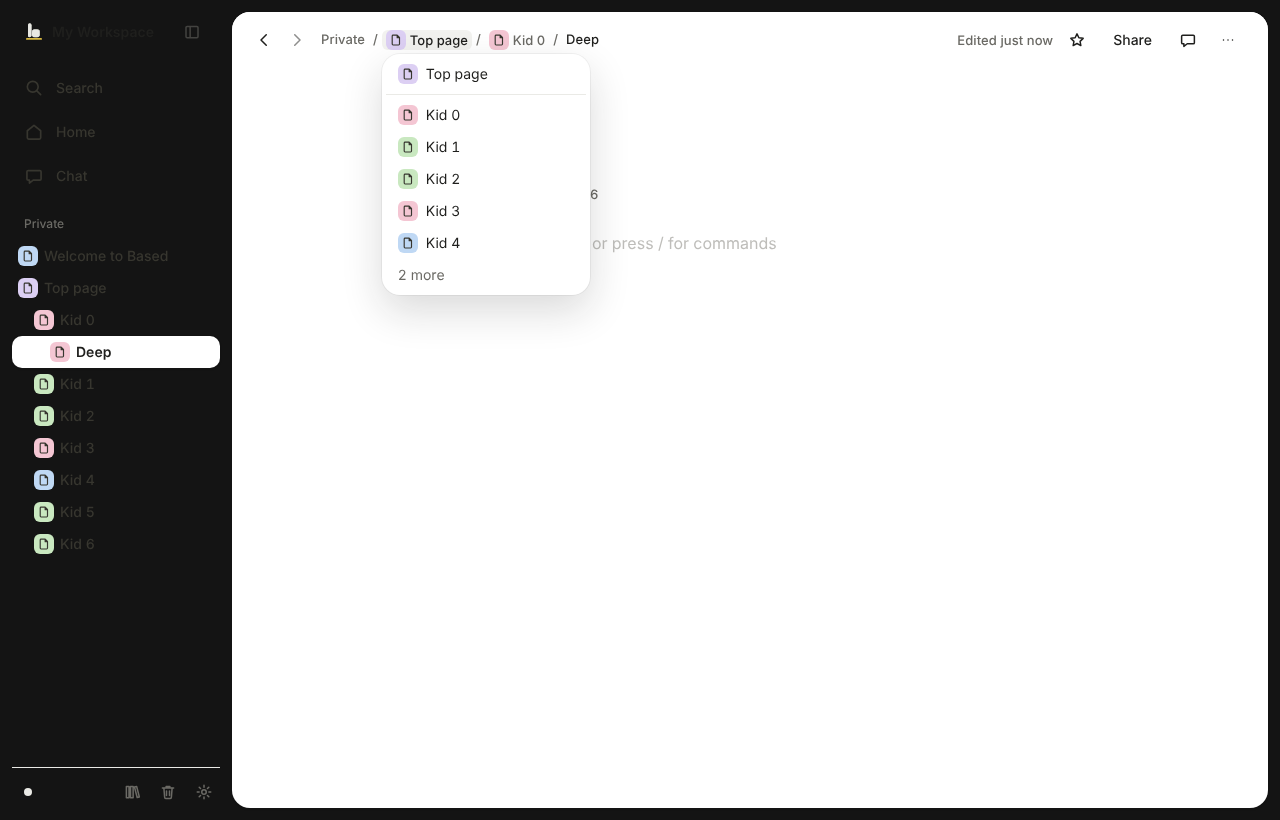 My Workspace
Search
Home
Chat
Private
Welcome to Based
Top page
Kid 0
Deep
Kid 1
Kid 2
Kid 3
Kid 4
Kid 5
Kid 6
Private / Top page / Kid 0 / Deep
Edited just now
Share
Top page
Kid 0
Kid 1
Kid 2
Kid 3
Kid 4
2 more
6
or press / for commands